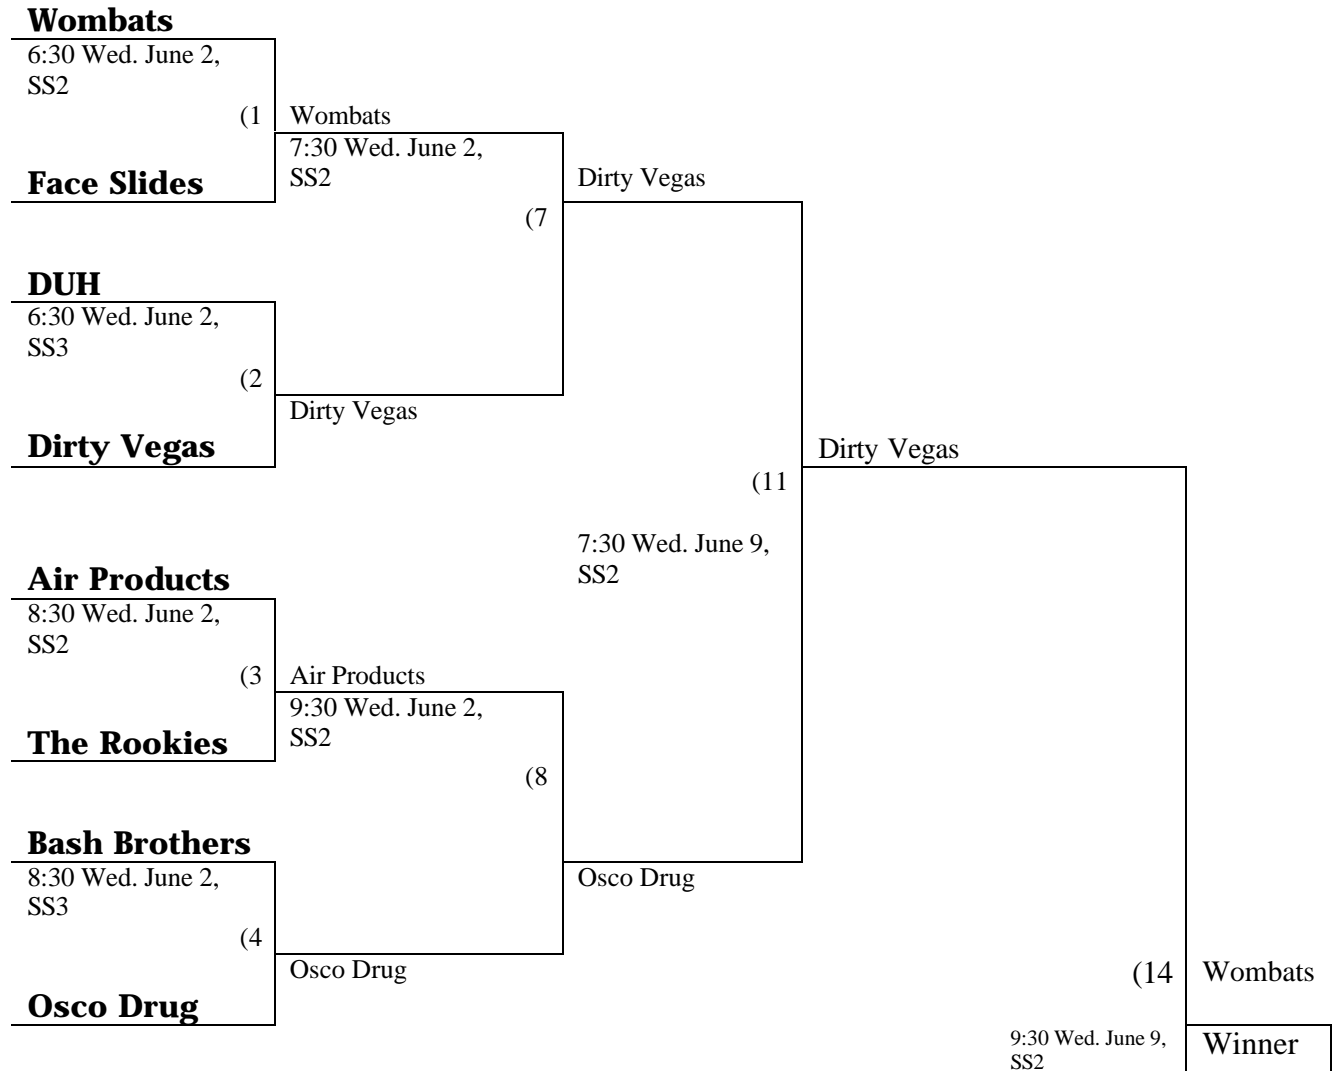 Wombats
6:30 Wed. June 2,
SS2
(1
Wombats
7:30 Wed. June 2,
SS2
Face Slides
Dirty Vegas
(7
DUH
6:30 Wed. June 2,
SS3
(2
Dirty Vegas
Dirty Vegas
Dirty Vegas
(11
7:30 Wed. June 9,
SS2
Air Products
8:30 Wed. June 2,
SS2
(3
Air Products
9:30 Wed. June 2,
SS2
The Rookies
(8
Bash Brothers
8:30 Wed. June 2,
SS3
Osco Drug
(4
Osco Drug
Osco Drug
(14
Wombats
9:30 Wed. June 9,
SS2
Winner